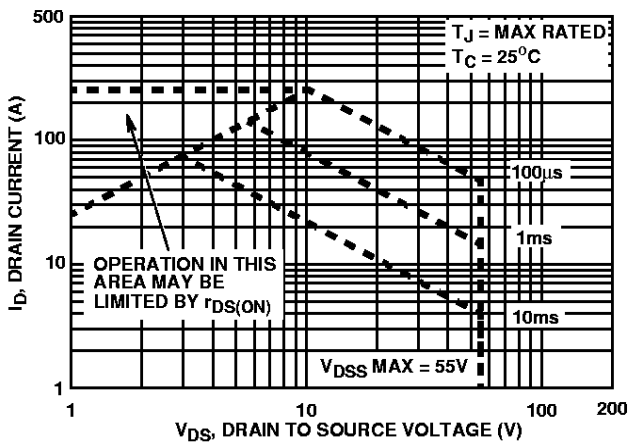 500
T_J = MAX RATED
T_C = 25°C
100
100µs
1ms
OPERATION IN THIS
AREA MAY BE
LIMITED BY r_DS(ON)
10
10ms
V_DSS MAX = 55V
1
1
10
100
200
I_D, DRAIN CURRENT (A)
V_DS, DRAIN TO SOURCE VOLTAGE (V)